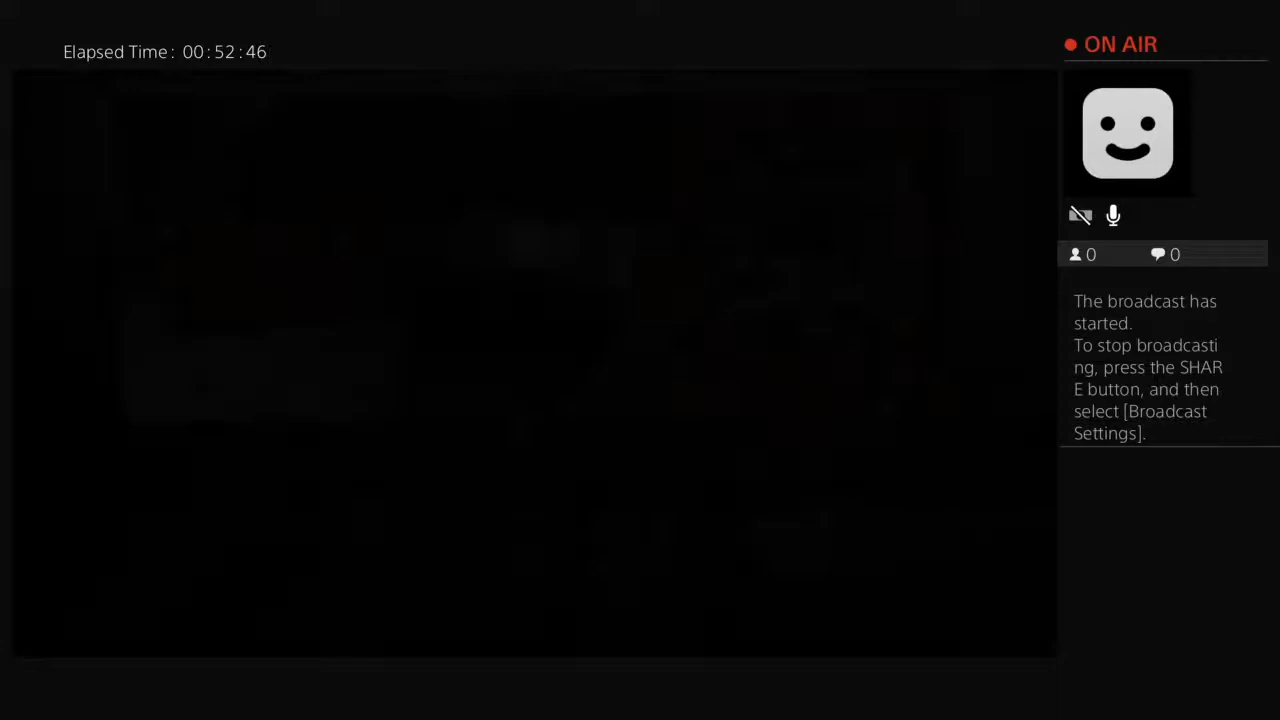 Elapsed Time: 00:52:46
ON AIR
0 0
The broadcast has
started.
To stop broadcasti
ng, press the SHAR
E button, and then
select [Broadcast
Settings].